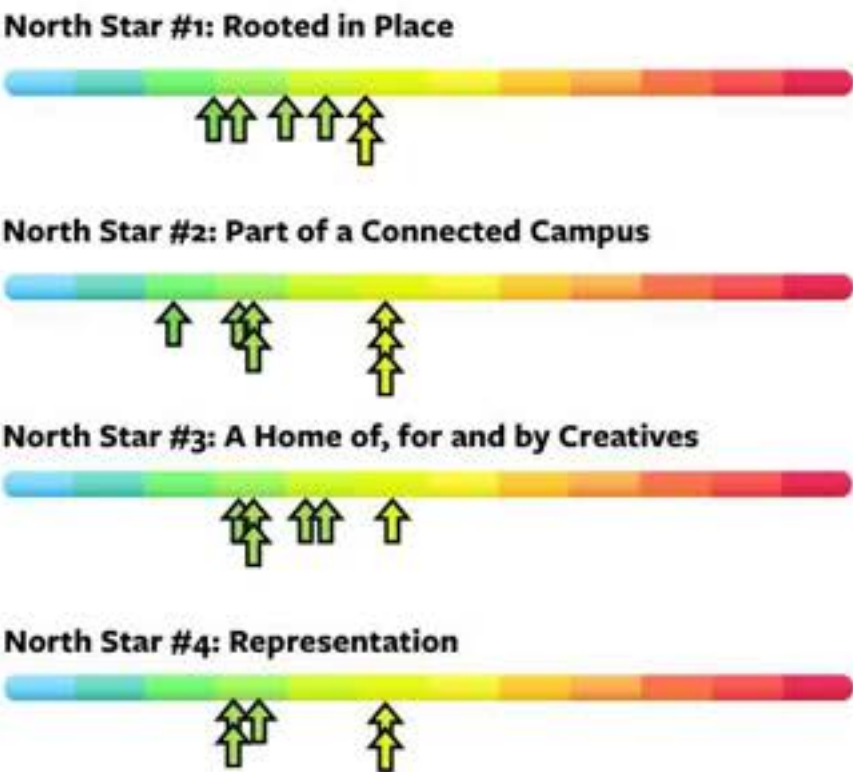 North Star #1: Rooted in Place
North Star #2: Part of a Connected Campus
North Star #3: A Home of, for and by Creatives
North Star #4: Representation